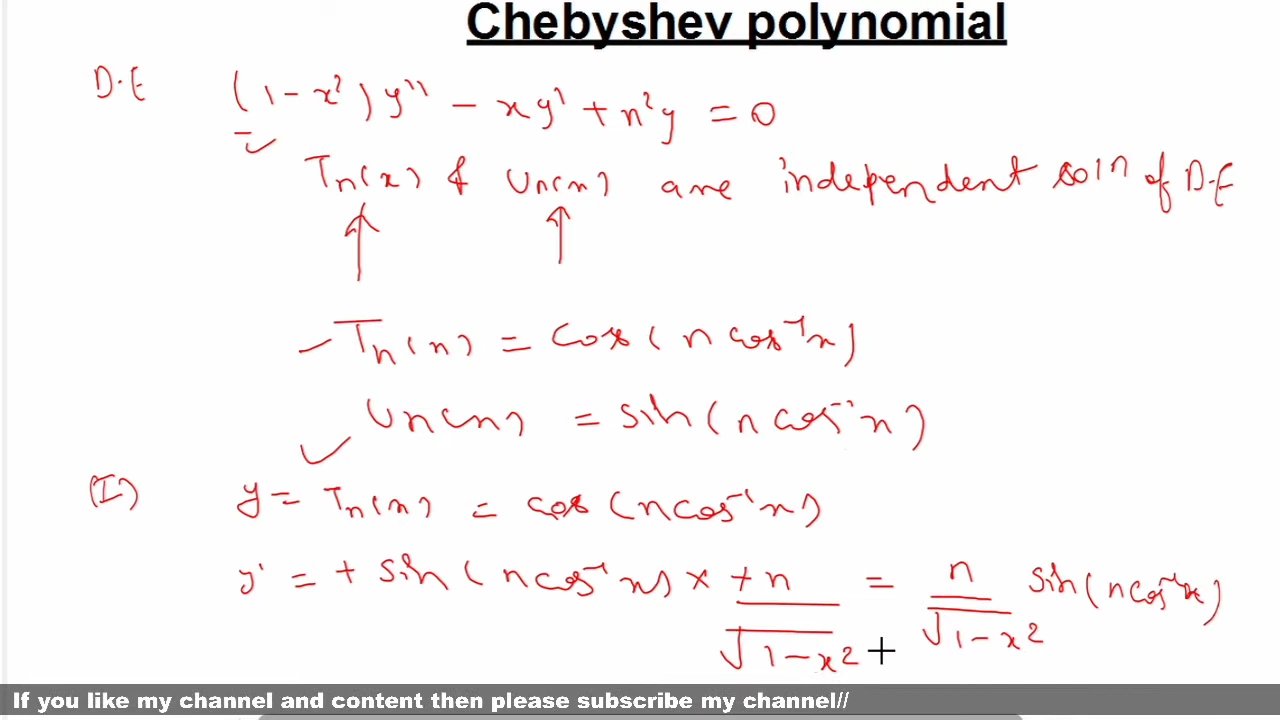 Chebyshev polynomial
D.E (1-x²)y'' - xy' + n²y = 0
Tn(x) & Un(x) are independent soln of D.E
Tn(x) = cos(n cos⁻¹x)
Un(x) = sin(n cos⁻¹x)
(I) y = Tn(x) = cos(n cos⁻¹x)
y' = + sin(n cos⁻¹x) × +n/√1-x² = n/√1-x² sin(n cos⁻¹x)
If you like my channel and content then please subscribe my channel//